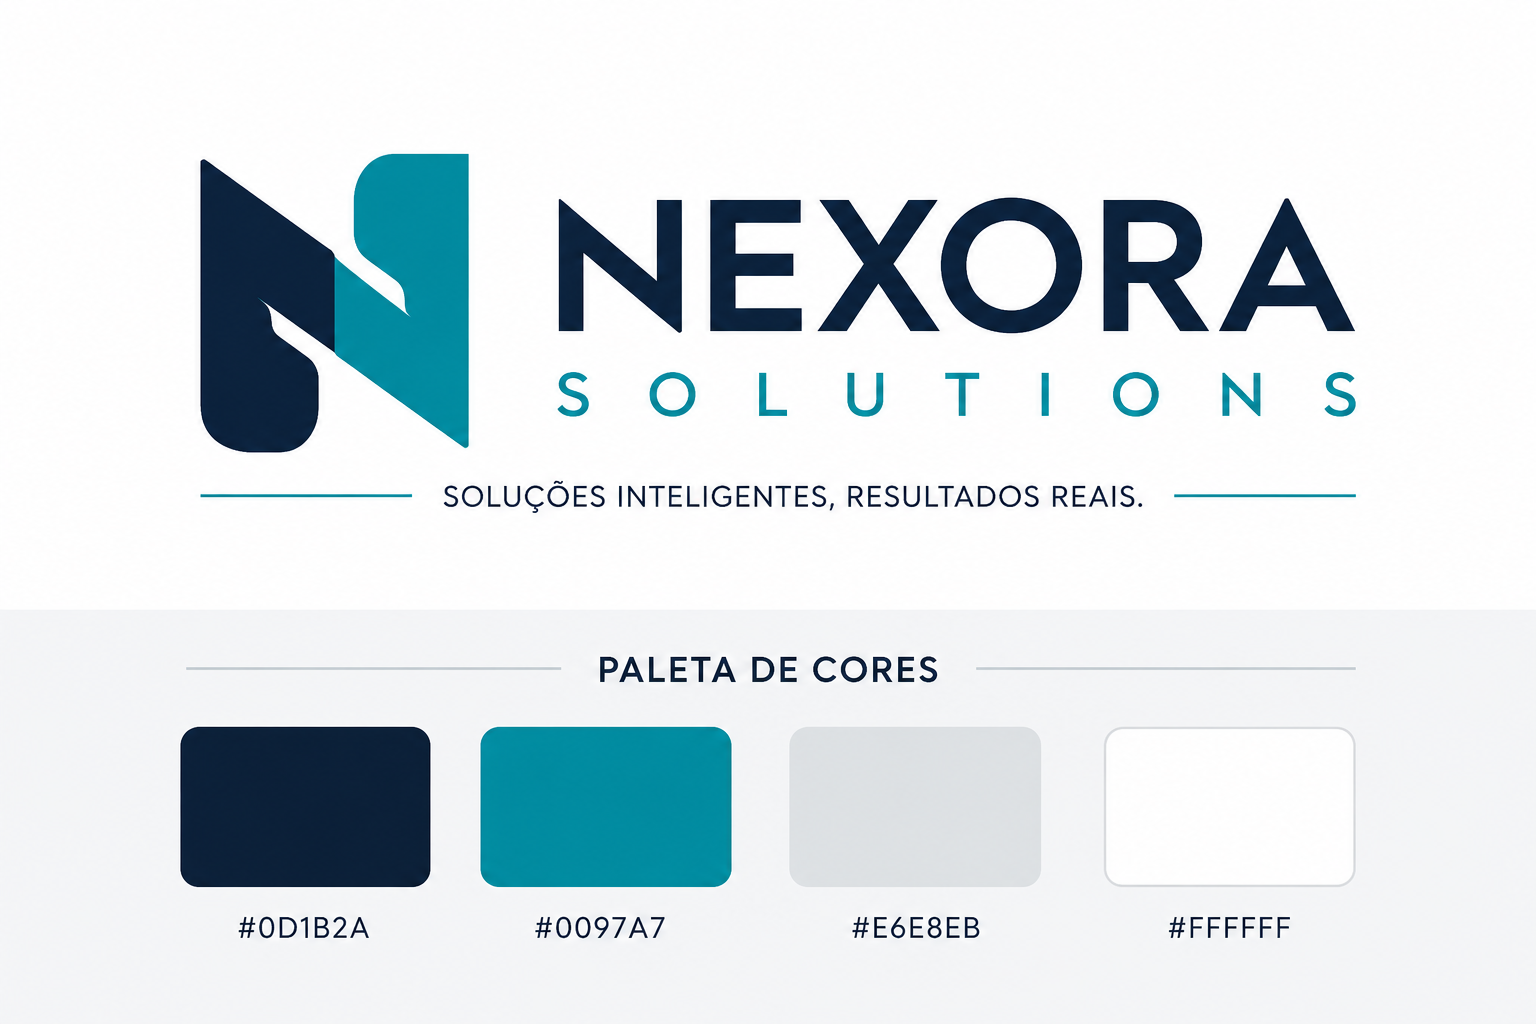 NEXORA
SOLUTIONS
SOLUÇÕES INTELIGENTES, RESULTADOS REAIS.
PALETA DE CORES
#0D1B2A #0097A7 #E6E8EB #FFFFFF